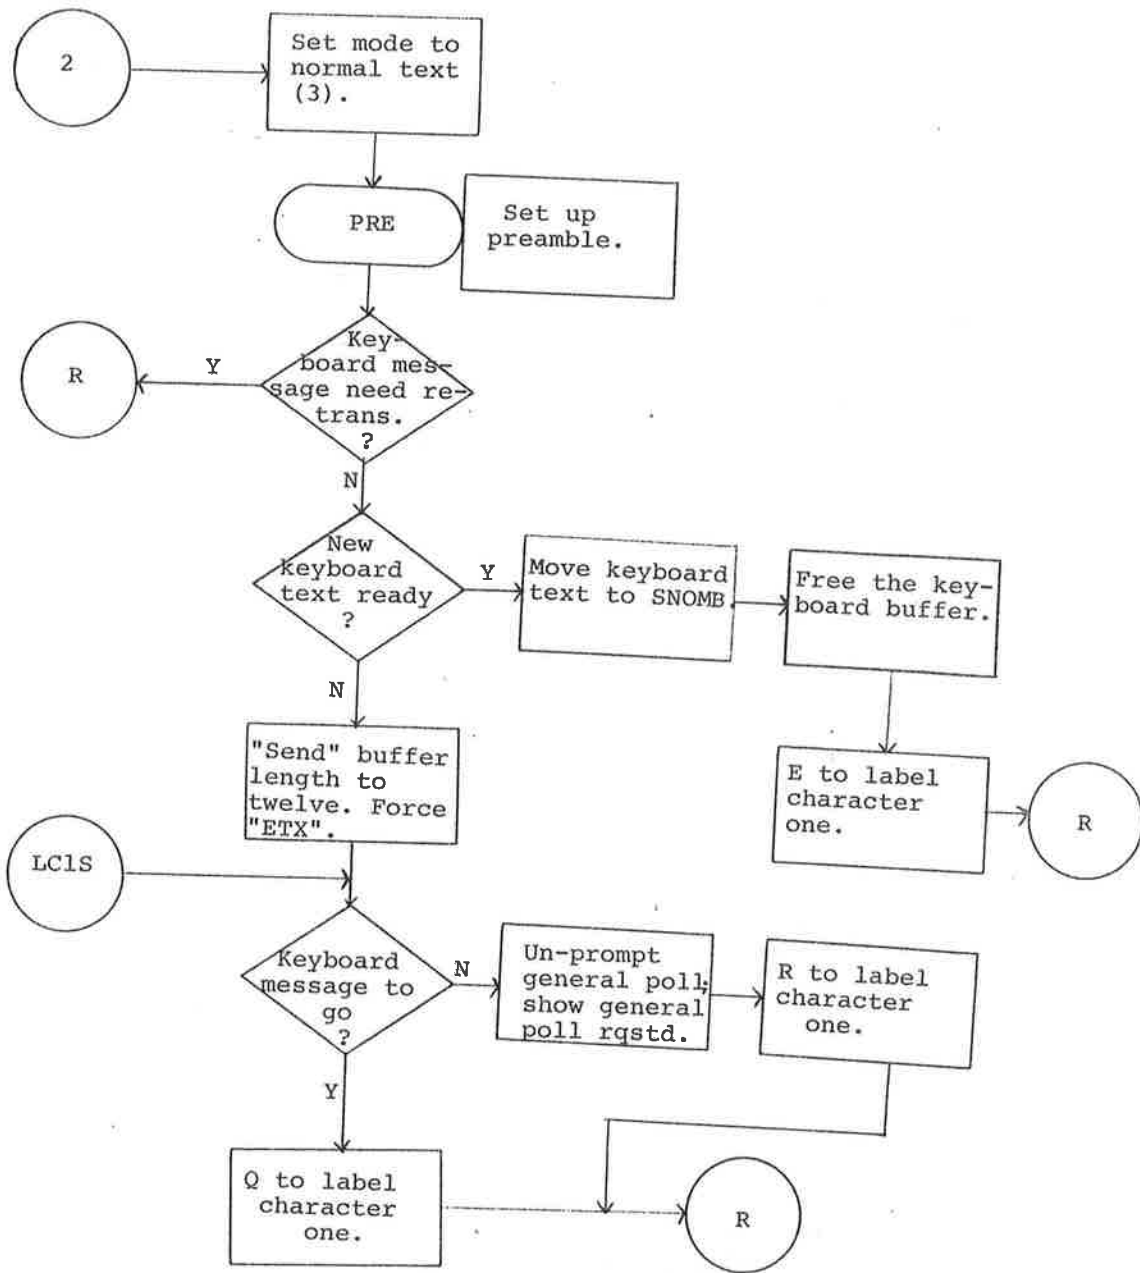 2
Set mode to
normal text
(3).
PRE
Set up
preamble.
Key-
board mes-
sage need re-
trans.
?
Y
R
N
New
keyboard
text ready
?
Y
Move keyboard
text to SNOMB.
Free the key-
board buffer.
N
"Send" buffer
length to
twelve. Force
"ETX".
E to label
character
one.
R
LC1S
Keyboard
message to
go
?
N
Un-prompt
general poll;
show general
poll rqstd.
R to label
character
one.
Y
Q to label
character
one.
R